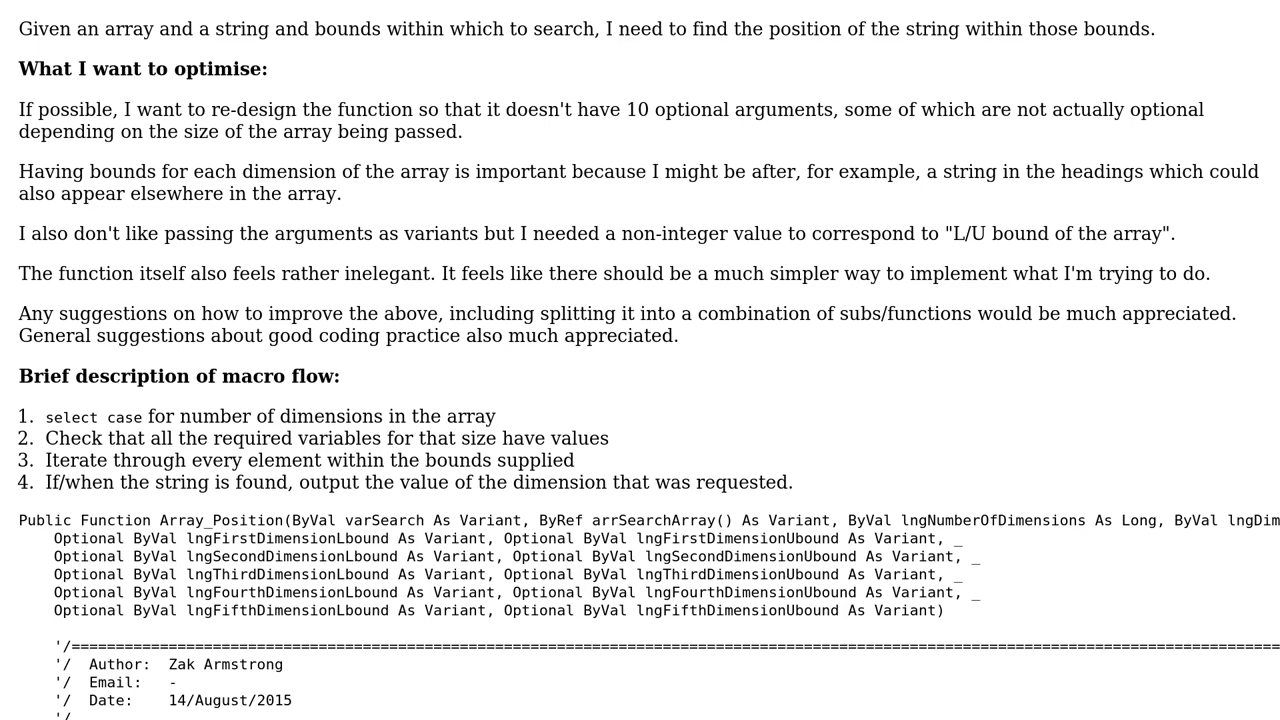 Given an array and a string and bounds within which to search, I need to find the position of the string within those bounds.
What I want to optimise:
If possible, I want to re-design the function so that it doesn't have 10 optional arguments, some of which are not actually optional
depending on the size of the array being passed.
Having bounds for each dimension of the array is important because I might be after, for example, a string in the headings which could
also appear elsewhere in the array.
I also don't like passing the arguments as variants but I needed a non-integer value to correspond to "L/U bound of the array".
The function itself also feels rather inelegant. It feels like there should be a much simpler way to implement what I'm trying to do.
Any suggestions on how to improve the above, including splitting it into a combination of subs/functions would be much appreciated.
General suggestions about good coding practice also much appreciated.
Brief description of macro flow:
1. select case for number of dimensions in the array
2. Check that all the required variables for that size have values
3. Iterate through every element within the bounds supplied
4. If/when the string is found, output the value of the dimension that was requested.
Public Function Array_Position(ByVal varSearch As Variant, ByRef arrSearchArray() As Variant, ByVal lngNumberOfDimensions As Long, ByVal lngDim
    Optional ByVal lngFirstDimensionLbound As Variant, Optional ByVal lngFirstDimensionUbound As Variant, _
    Optional ByVal lngSecondDimensionLbound As Variant, Optional ByVal lngSecondDimensionUbound As Variant, _
    Optional ByVal lngThirdDimensionLbound As Variant, Optional ByVal lngThirdDimensionUbound As Variant, _
    Optional ByVal lngFourthDimensionLbound As Variant, Optional ByVal lngFourthDimensionUbound As Variant, _
    Optional ByVal lngFifthDimensionLbound As Variant, Optional ByVal lngFifthDimensionUbound As Variant)
    '/=========================================================================================================================================
    '/  Author:  Zak Armstrong
    '/  Email:   -
    '/  Date:    14/August/2015
    '/